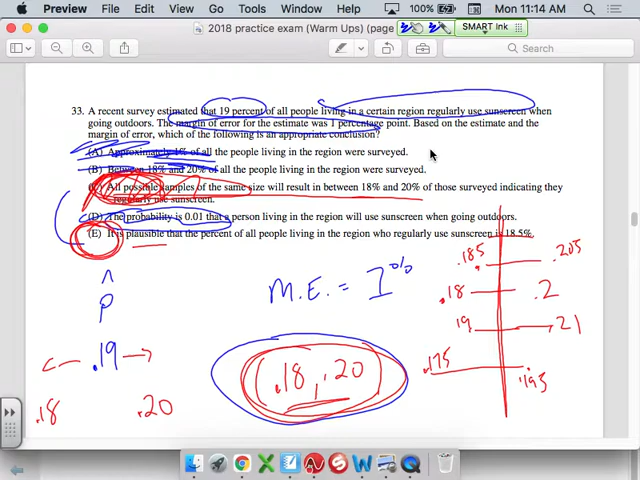 Preview File Edit View Go Tools Window Help 100% Mon 11:14 AM
2018 practice exam (Warm Ups) (page
SMART Ink
Search
33. A recent survey estimated that 19 percent of all people living in a certain region regularly use sunscreen when
going outdoors. The margin of error for the estimate was 1 percentage point. Based on the estimate and the
margin of error, which of the following is an appropriate conclusion?
(A) Approximately 1% of all the people living in the region were surveyed.
(B) Between 18% and 20% of all the people living in the region were surveyed.
(C) All possible samples of the same size will result in between 18% and 20% of those surveyed indicating they
regularly use sunscreen.
(D) The probability is 0.01 that a person living in the region will use sunscreen when going outdoors.
(E) It is plausible that the percent of all people living in the region who regularly use sunscreen is 18.5%.
^
p
.19
.18 .20
M.E. = 1%
(.18, .20)
.185 .205
.18 .2
19 21
.175 .195